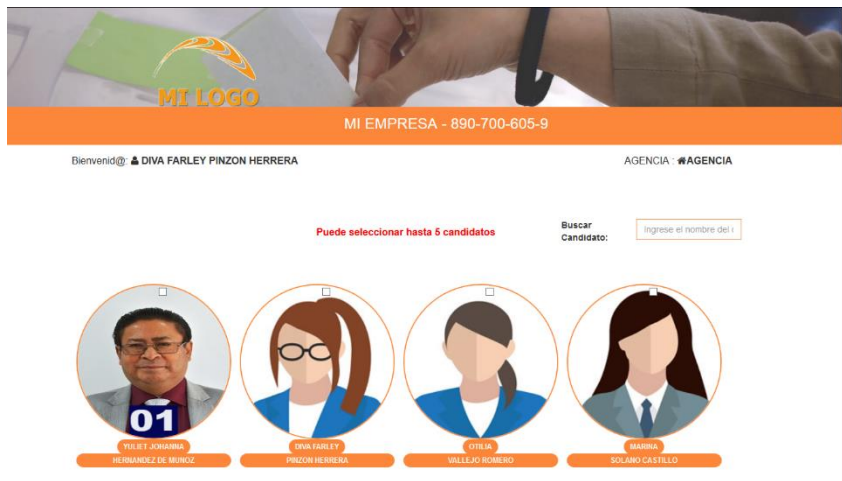 MI LOGO
MI EMPRESA - 890-700-605-9
Bienvenid@: DIVA FARLEY PINZON HERRERA
AGENCIA : AGENCIA
Puede seleccionar hasta 5 candidatos
Buscar
Candidato:
Ingrese el nombre del
01
YULIET JOHANNA
HERNANDEZ DE MUNOZ
DIVA FARLEY
PINZON HERRERA
OTILIA
VALLEJO ROMERO
MARINA
SOLANO CASTILLO